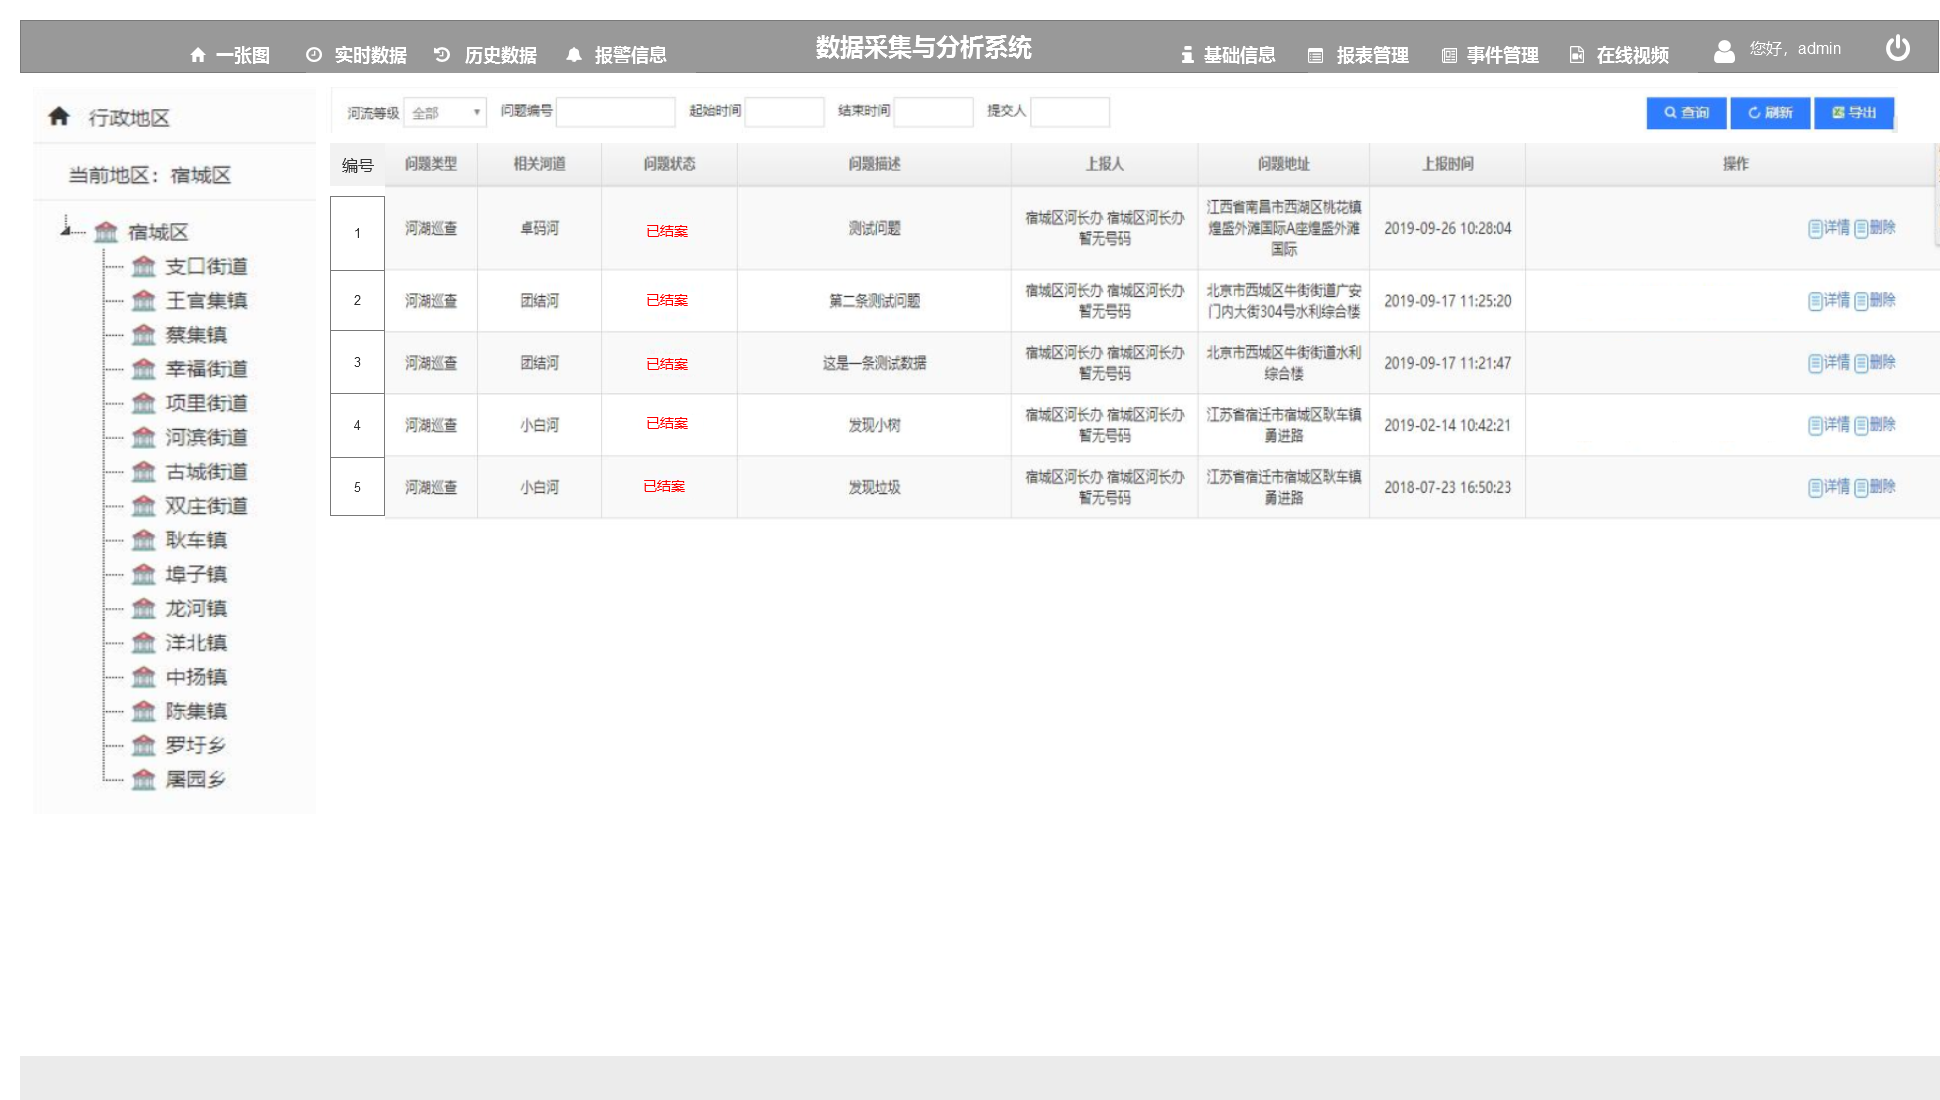 一张图 实时数据 历史数据 报警信息 数据采集与分析系统 基础信息 报表管理 事件管理 在线视频 您好，admin
行政地区
当前地区：宿城区
宿城区
支口街道
王官集镇
蔡集镇
幸福街道
项里街道
河滨街道
古城街道
双庄街道
耿车镇
埠子镇
龙河镇
洋北镇
中扬镇
陈集镇
罗圩乡
屠园乡
河流等级 全部 问题编号 起始时间 结束时间 提交人 查询 刷新 导出
编号 问题类型 相关河道 问题状态 问题描述 上报人 问题地址 上报时间 操作
1 河湖巡查 卓码河 已结案 测试问题 宿城区河长办 宿城区河长办 暂无号码 江西省南昌市西湖区桃花镇煌盛外滩国际A座煌盛外滩国际 2019-09-26 10:28:04 详情 删除
2 河湖巡查 团结河 已结案 第二条测试问题 宿城区河长办 宿城区河长办 暂无号码 北京市西城区牛街街道广安门内大街304号水利综合楼 2019-09-17 11:25:20 详情 删除
3 河湖巡查 团结河 已结案 这是一条测试数据 宿城区河长办 宿城区河长办 暂无号码 北京市西城区牛街街道水利综合楼 2019-09-17 11:21:47 详情 删除
4 河湖巡查 小白河 已结案 发现小树 宿城区河长办 宿城区河长办 暂无号码 江苏省宿迁市宿城区耿车镇勇进路 2019-02-14 10:42:21 详情 删除
5 河湖巡查 小白河 已结案 发现垃圾 宿城区河长办 宿城区河长办 暂无号码 江苏省宿迁市宿城区耿车镇勇进路 2018-07-23 16:50:23 详情 删除